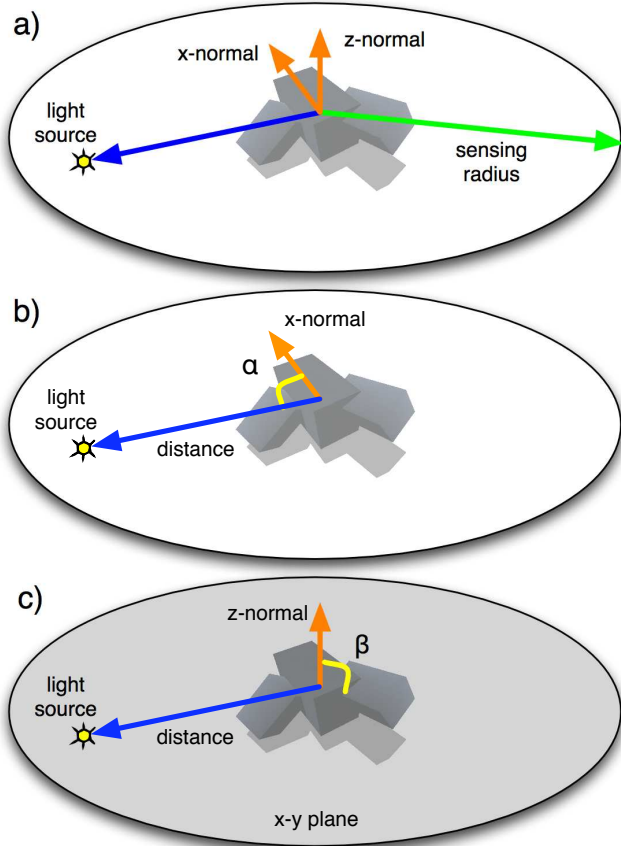 a)
z-normal
x-normal
light
source
sensing
radius
b)
x-normal
α
light
source
distance
c)
z-normal
β
light
source
distance
x-y plane